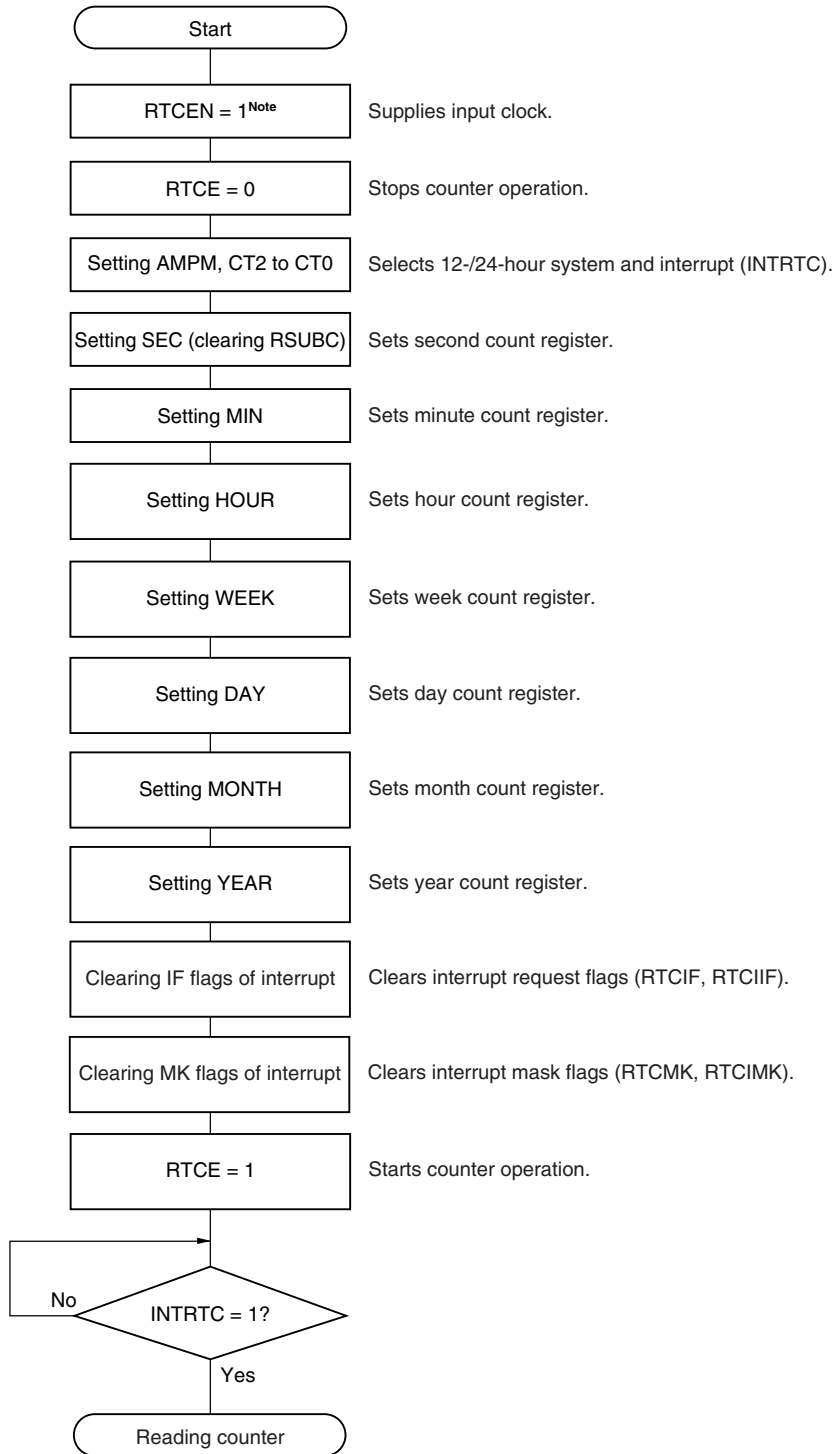 Start
RTCEN = 1Note Supplies input clock.
RTCE = 0 Stops counter operation.
Setting AMPM, CT2 to CT0 Selects 12-/24-hour system and interrupt (INTRTC).
Setting SEC (clearing RSUBC) Sets second count register.
Setting MIN Sets minute count register.
Setting HOUR Sets hour count register.
Setting WEEK Sets week count register.
Setting DAY Sets day count register.
Setting MONTH Sets month count register.
Setting YEAR Sets year count register.
Clearing IF flags of interrupt Clears interrupt request flags (RTCIF, RTCIIF).
Clearing MK flags of interrupt Clears interrupt mask flags (RTCMK, RTCIMK).
RTCE = 1 Starts counter operation.
No
INTRTC = 1?
Yes
Reading counter